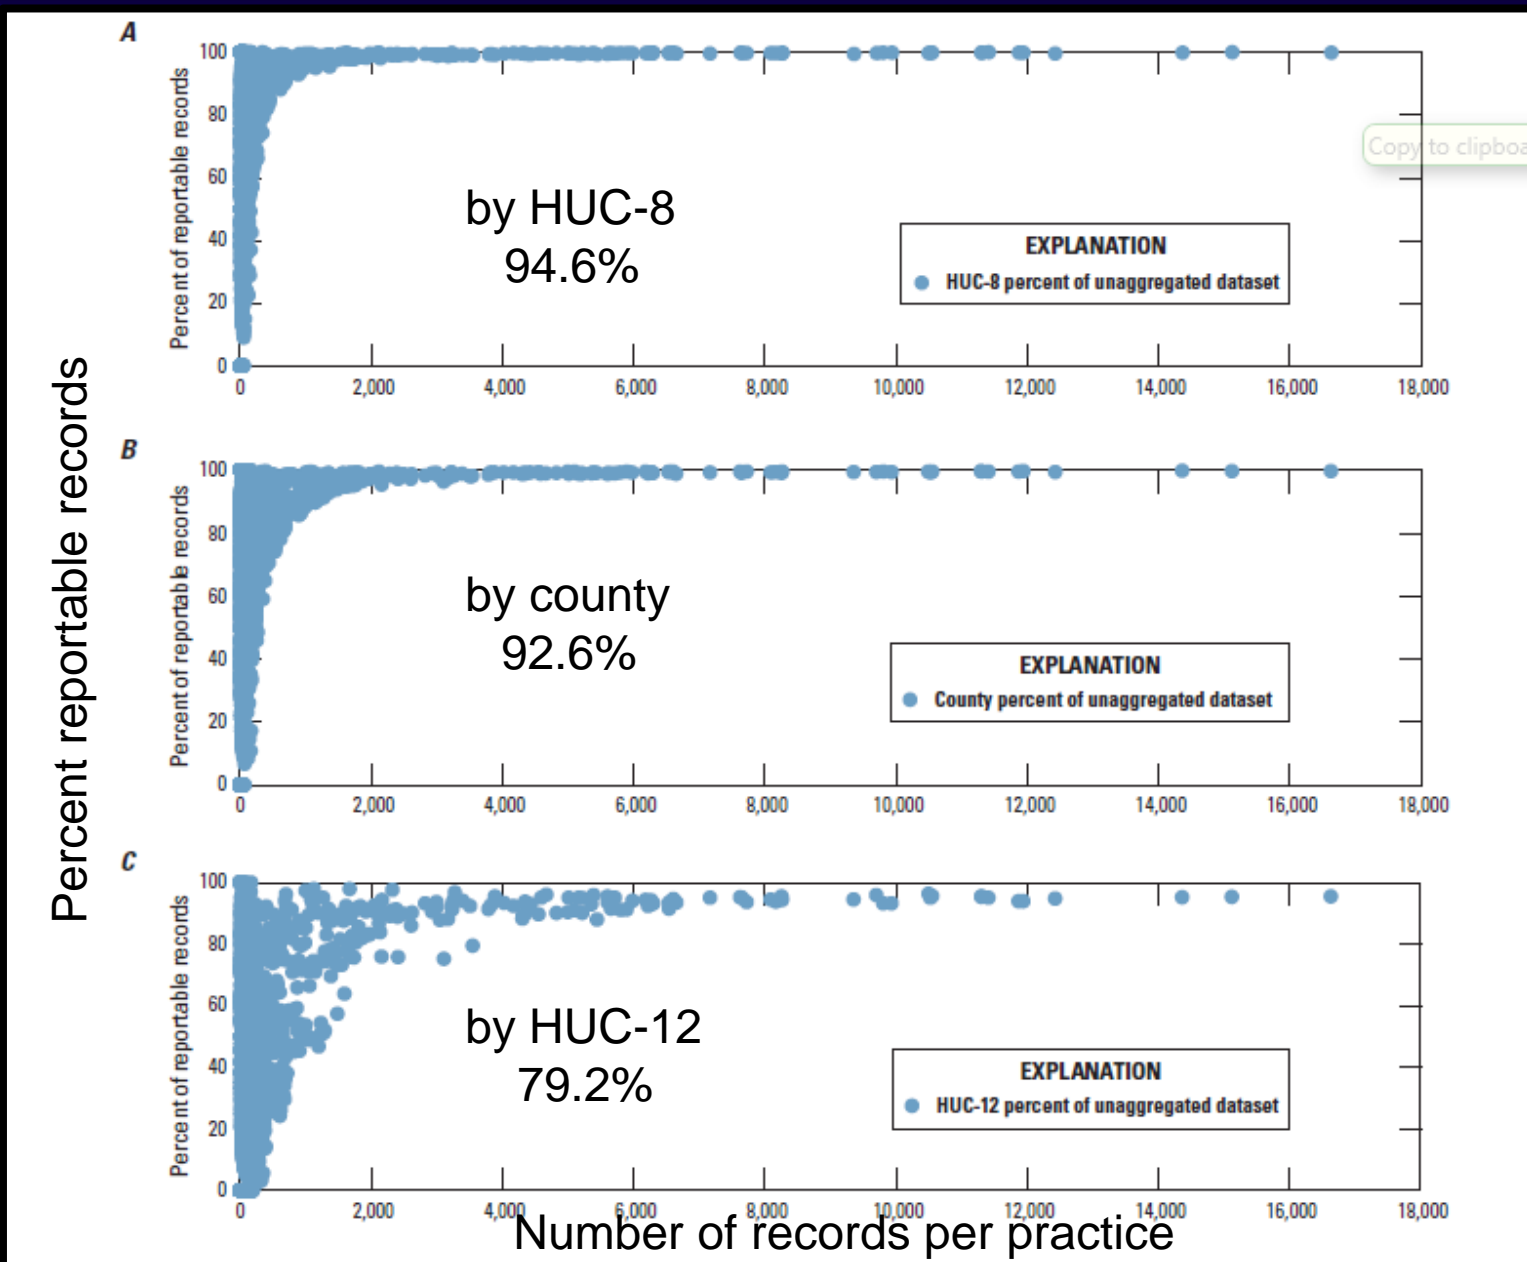 Percent reportable records
A
Percent of reportable records
100
80
60
40
20
0
0 2,000 4,000 6,000 8,000 10,000 12,000 14,000 16,000 18,000
by HUC-8
94.6%
EXPLANATION
HUC-8 percent of unaggregated dataset
Copy to clipboa
B
Percent of reportable records
100
80
60
40
20
0
0 2,000 4,000 6,000 8,000 10,000 12,000 14,000 16,000 18,000
by county
92.6%
EXPLANATION
County percent of unaggregated dataset
C
Percent of reportable records
100
80
60
40
20
0
0 2,000 4,000 6,000 8,000 10,000 12,000 14,000 16,000 18,000
by HUC-12
79.2%
EXPLANATION
HUC-12 percent of unaggregated dataset
Number of records per practice